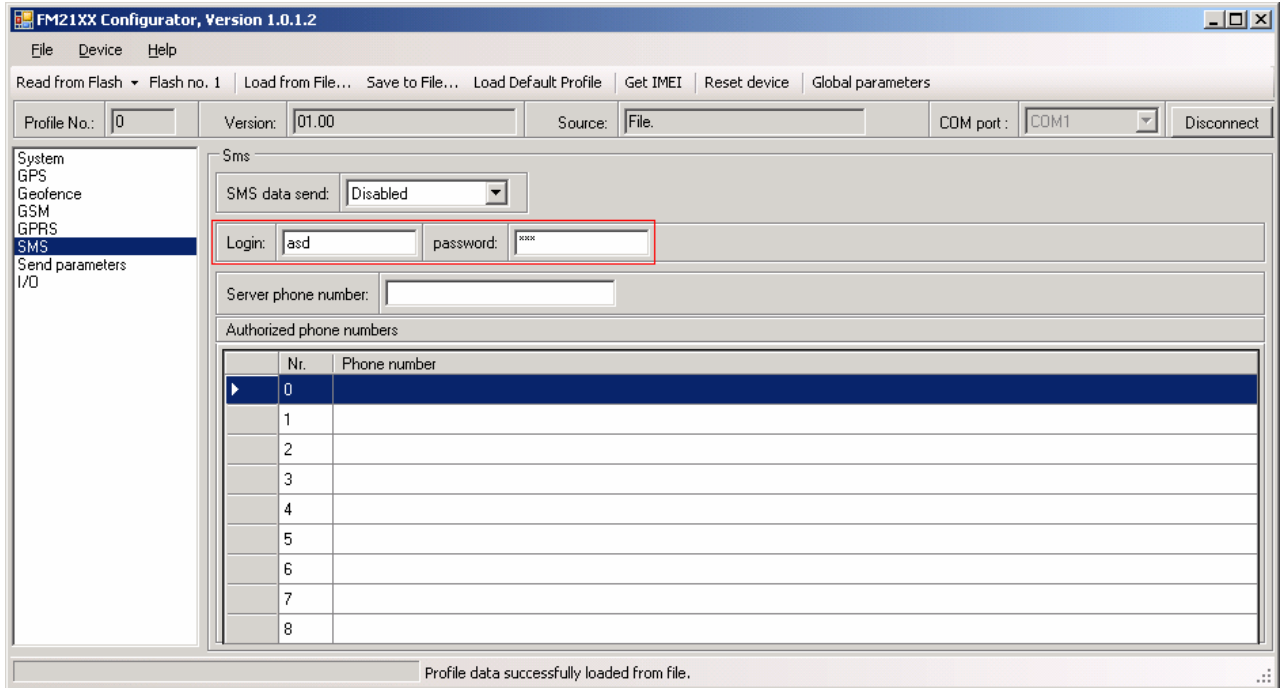 FM21XX Configurator, Version 1.0.1.2
File Device Help
Read from Flash Flash no. 1 Load from File... Save to File... Load Default Profile Get IMEI Reset device Global parameters
Profile No.: 0 Version: 01.00 Source: File. COM port : COM1 Disconnect
System
GPS
Geofence
GSM
GPRS
SMS
Send parameters
I/O
Sms
SMS data send: Disabled
Login: asd password: ***
Server phone number:
Authorized phone numbers
Nr. Phone number
0
1
2
3
4
5
6
7
8
Profile data successfully loaded from file.